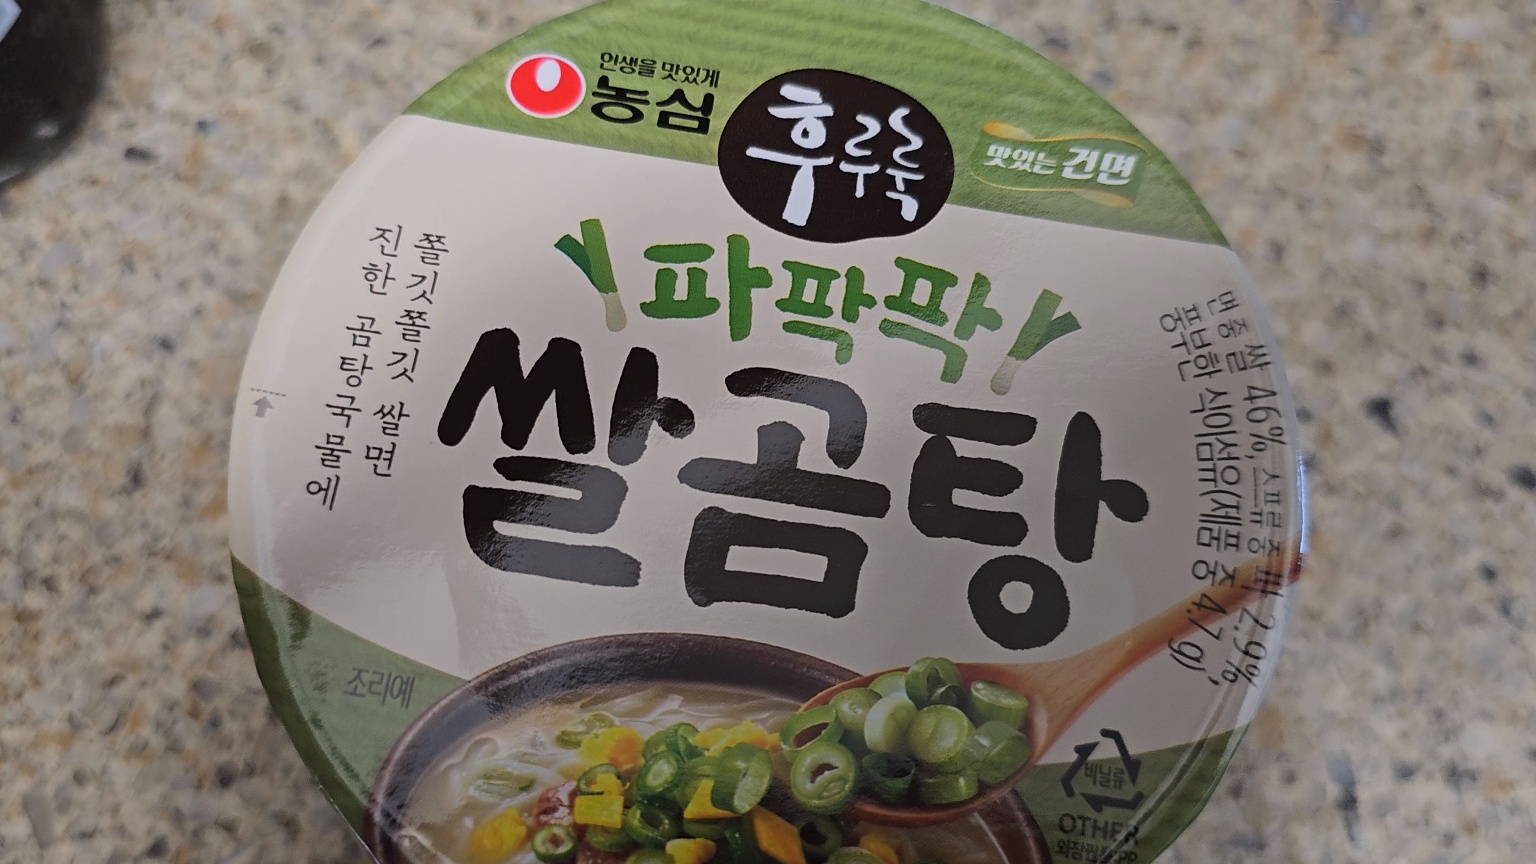 인생을 맛있게
농심
후루룩
맛있는 건면
파팍팍
쌀곰탕
쫄깃쫄깃 쌀면
진한 곰탕국물에
면 중 쌀 46%, 스프류 중 파 2.9%
풍부한 식이섬유(제품 중 4.7 g),
조리예
비닐류
OTHER